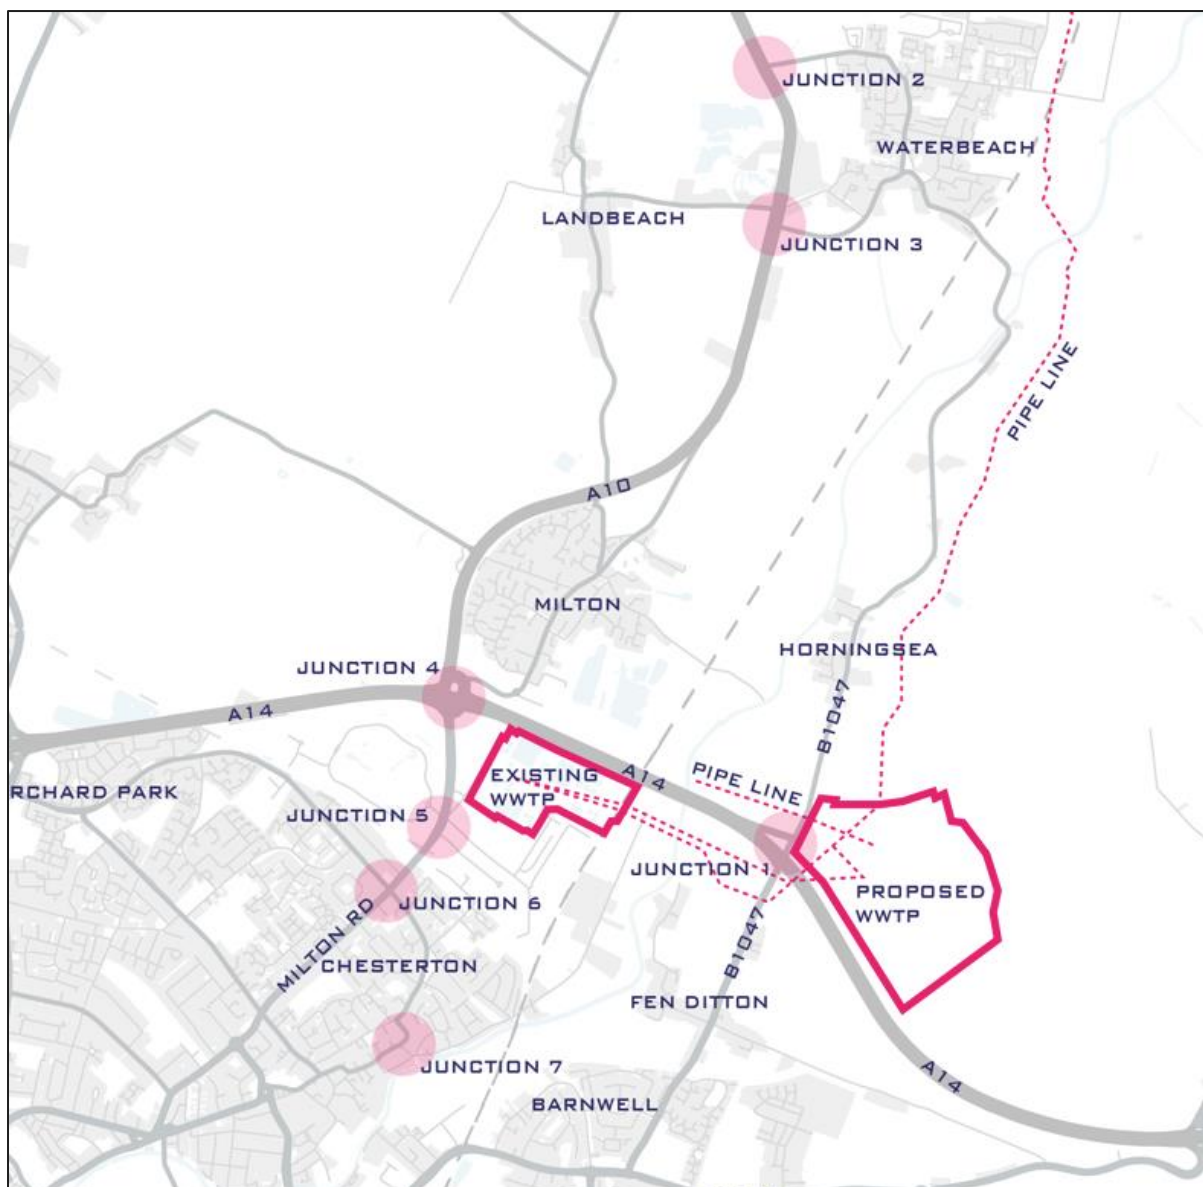 JUNCTION 2
WATERBEACH
LANDBEACH
JUNCTION 3
PIPE LINE
A10
MILTON
HORNINGSEA
JUNCTION 4
A14
B1047
EXISTING
WWTP
A14
PIPE LINE
RCHARD PARK
JUNCTION 5
JUNCTION 1
PROPOSED
WWTP
JUNCTION 6
MILTON RD
B1047
CHESTERTON
FEN DITTON
JUNCTION 7
A14
BARNWELL